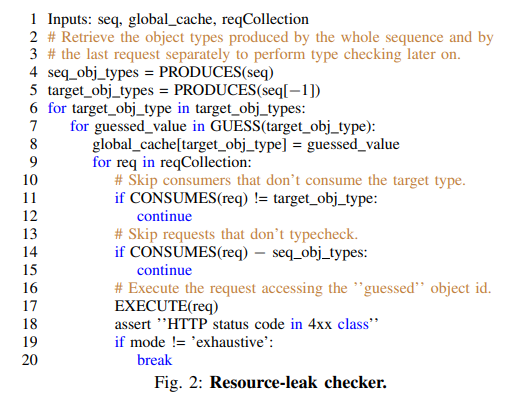 1 Inputs: seq, global_cache, reqCollection
2 # Retrieve the object types produced by the whole sequence and by
3 # the last request separately to perform type checking later on.
4 seq_obj_types = PRODUCES(seq)
5 target_obj_types = PRODUCES(seq[−1])
6 for target_obj_type in target_obj_types:
7 for guessed_value in GUESS(target_obj_type):
8 global_cache[target_obj_type] = guessed_value
9 for req in reqCollection:
10 # Skip consumers that don't consume the target type.
11 if CONSUMES(req) != target_obj_type:
12 continue
13 # Skip requests that don't typecheck.
14 if CONSUMES(req) − seq_obj_types:
15 continue
16 # Execute the request accessing the ''guessed'' object id.
17 EXECUTE(req)
18 assert ''HTTP status code in 4xx class''
19 if mode != 'exhaustive':
20 break
Fig. 2: Resource-leak checker.